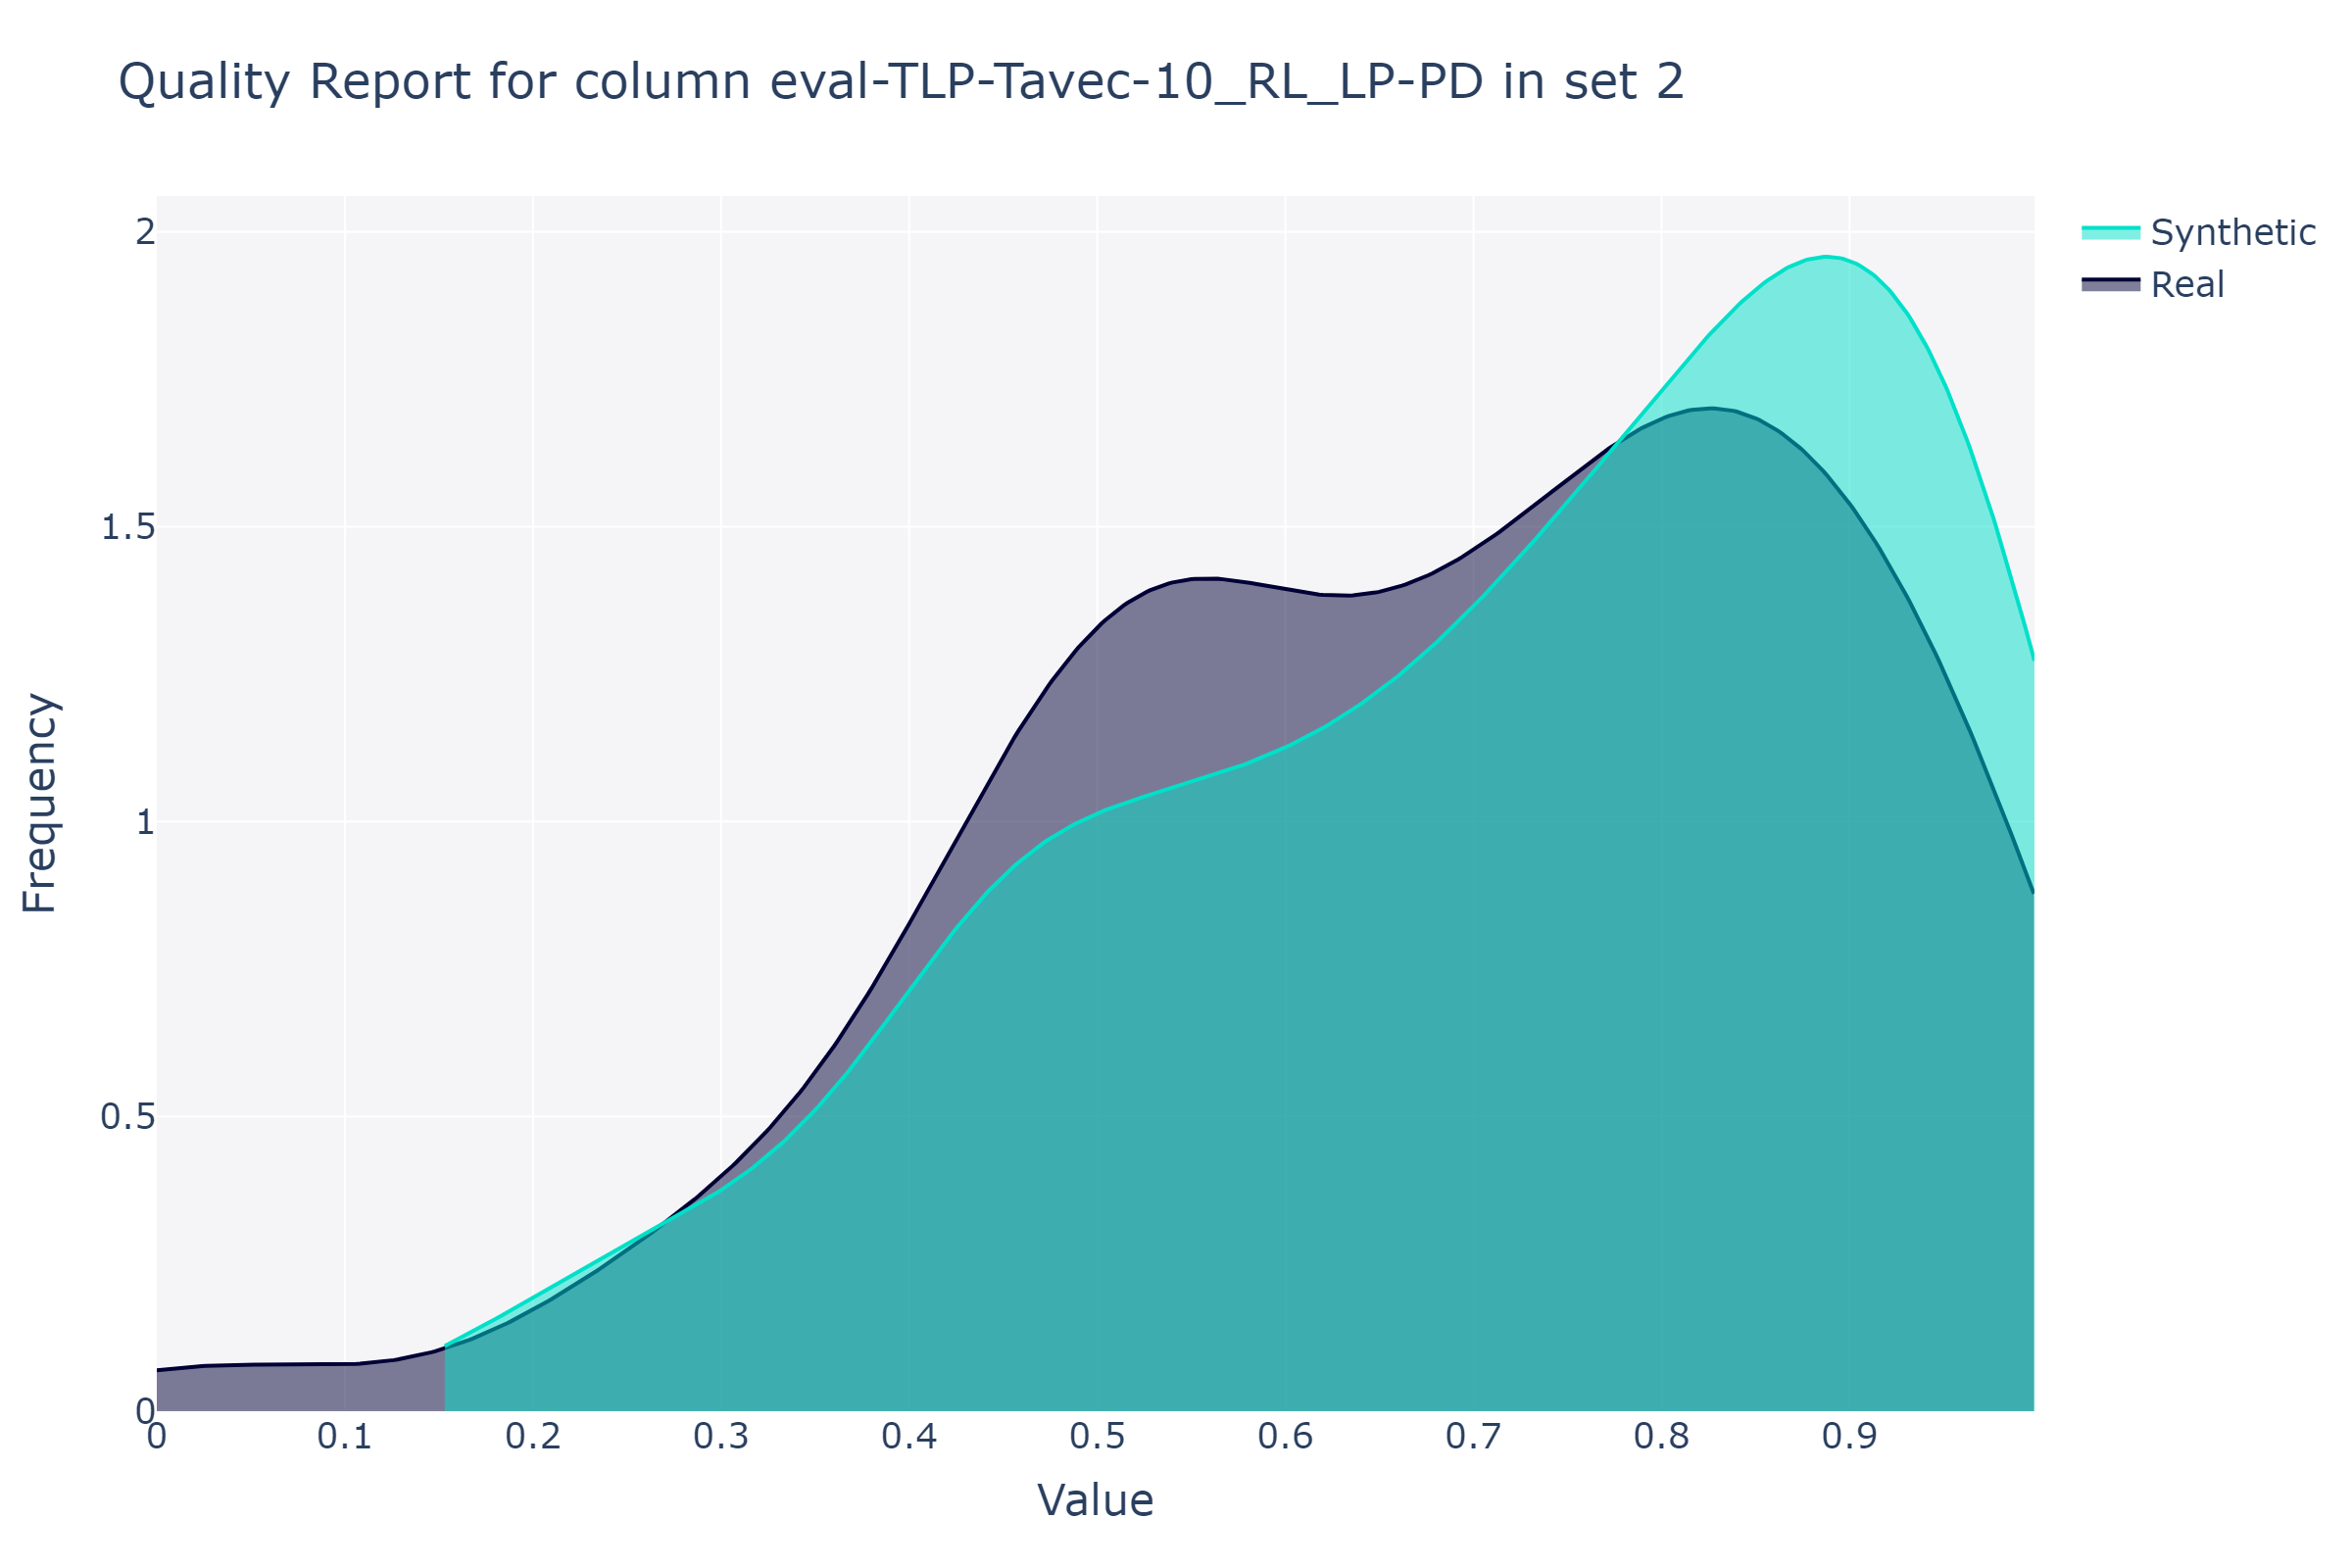 Quality Report for column eval-TLP-Tavec-10_RL_LP-PD in set 2
Synthetic
Real
2
1.5
1
0.5
0
Frequency
0 0.1 0.2 0.3 0.4 0.5 0.6 0.7 0.8 0.9
Value